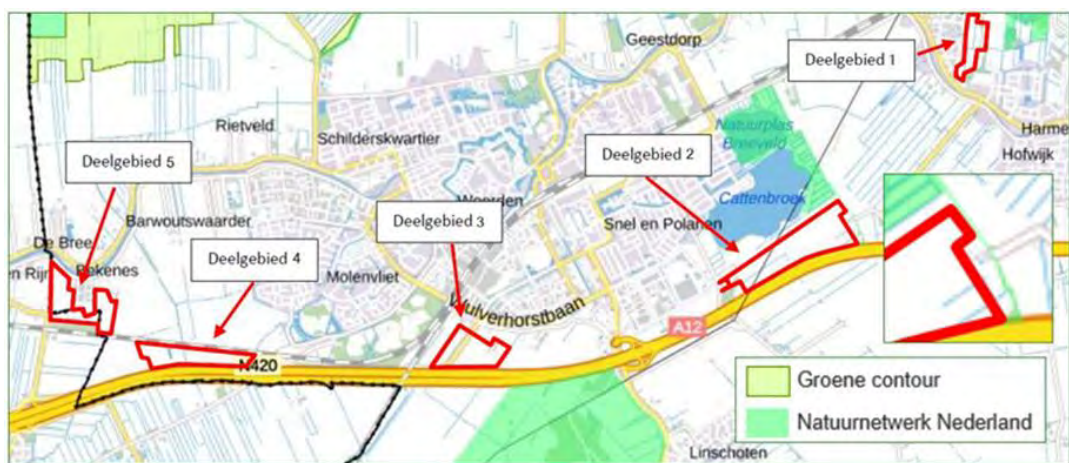 Geestdorp
Deelgebied 1
Rietveld
Schilderskwartier
Natuurplas
Breeveld
Harme
Hofwijk
Deelgebied 5
Deelgebied 2
Cattenbroek
Woerden
Deelgebied 3
Snel en Polanen
Barwoutswaarder
De Bree
Deelgebied 4
en Rijn
Rekenes
Molenvliet
Wulverhorstbaan
A12
N420
Groene contour
Natuurnetwerk Nederland
Linschoten